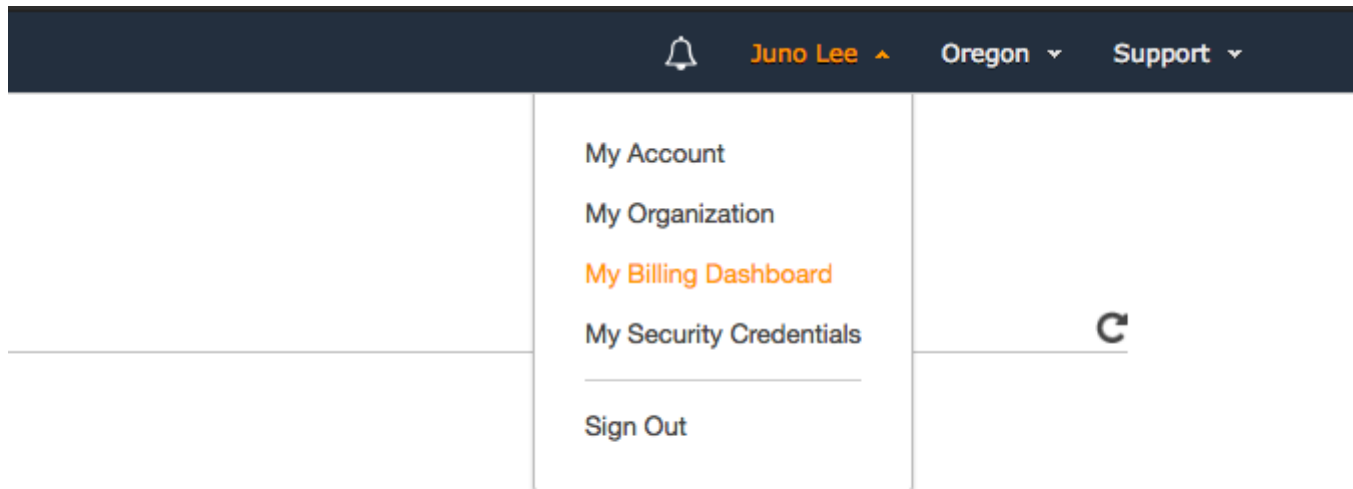 Juno Lee Oregon Support
My Account
My Organization
My Billing Dashboard
My Security Credentials
Sign Out